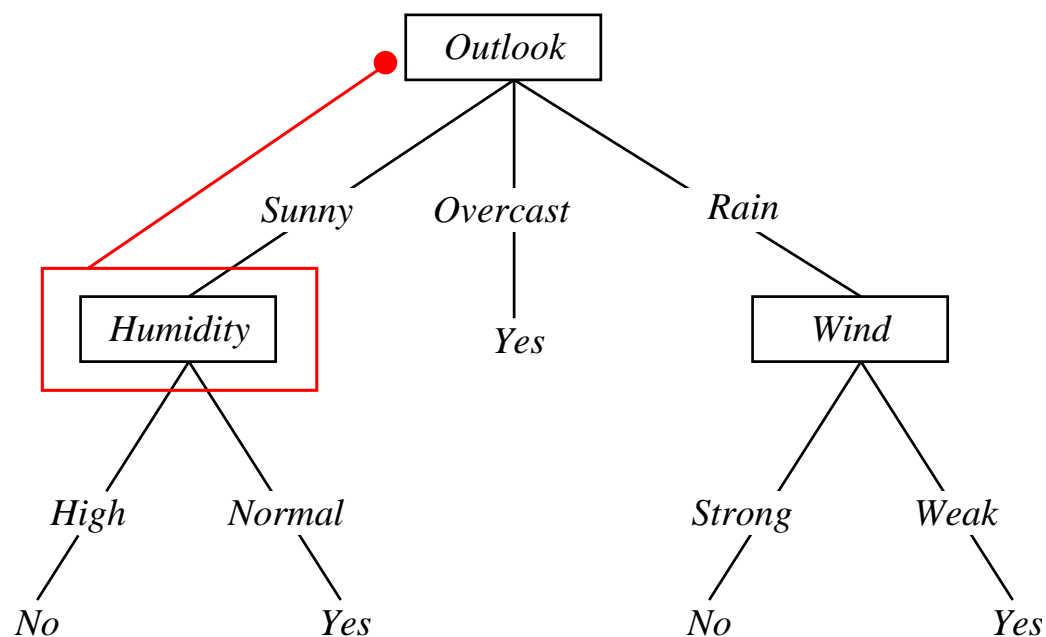 Outlook
Sunny Overcast Rain
Humidity Yes Wind
High Normal Strong Weak
No Yes No Yes